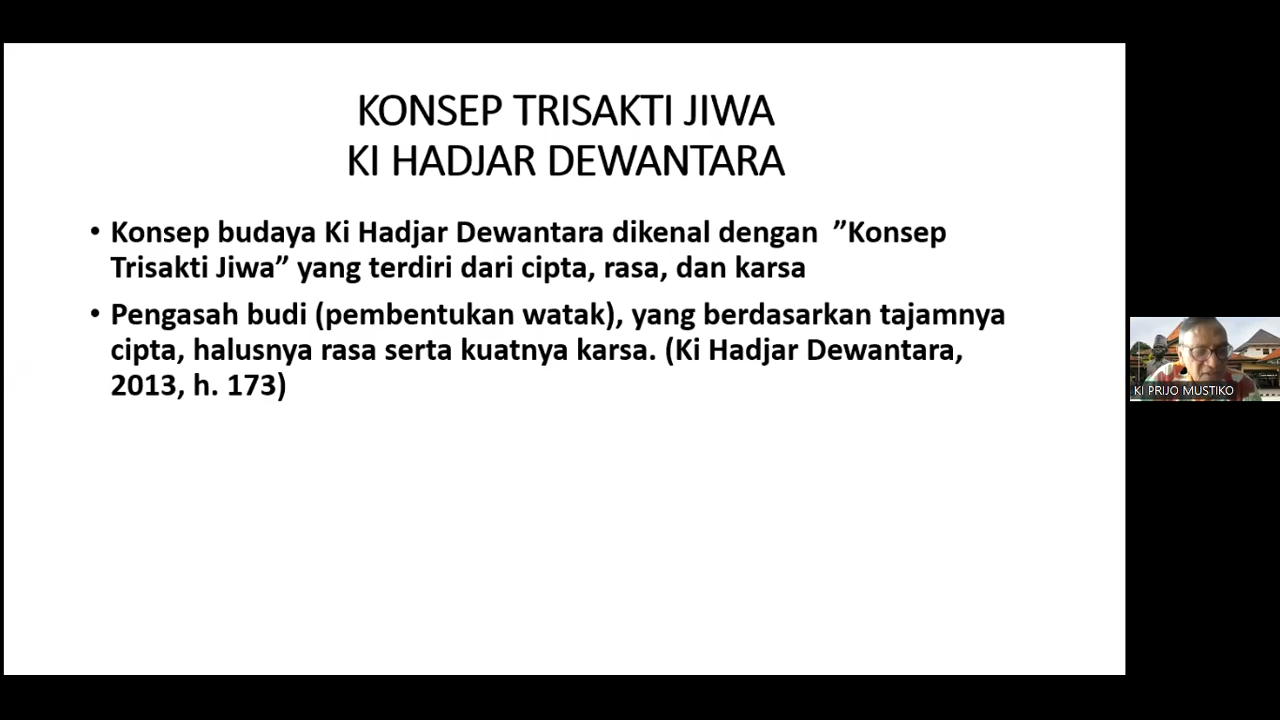 KONSEP TRISAKTI JIWA
KI HADJAR DEWANTARA
• Konsep budaya Ki Hadjar Dewantara dikenal dengan ”Konsep
Trisakti Jiwa” yang terdiri dari cipta, rasa, dan karsa
• Pengasah budi (pembentukan watak), yang berdasarkan tajamnya
cipta, halusnya rasa serta kuatnya karsa. (Ki Hadjar Dewantara,
2013, h. 173)
KI PRIJO MUSTIKO